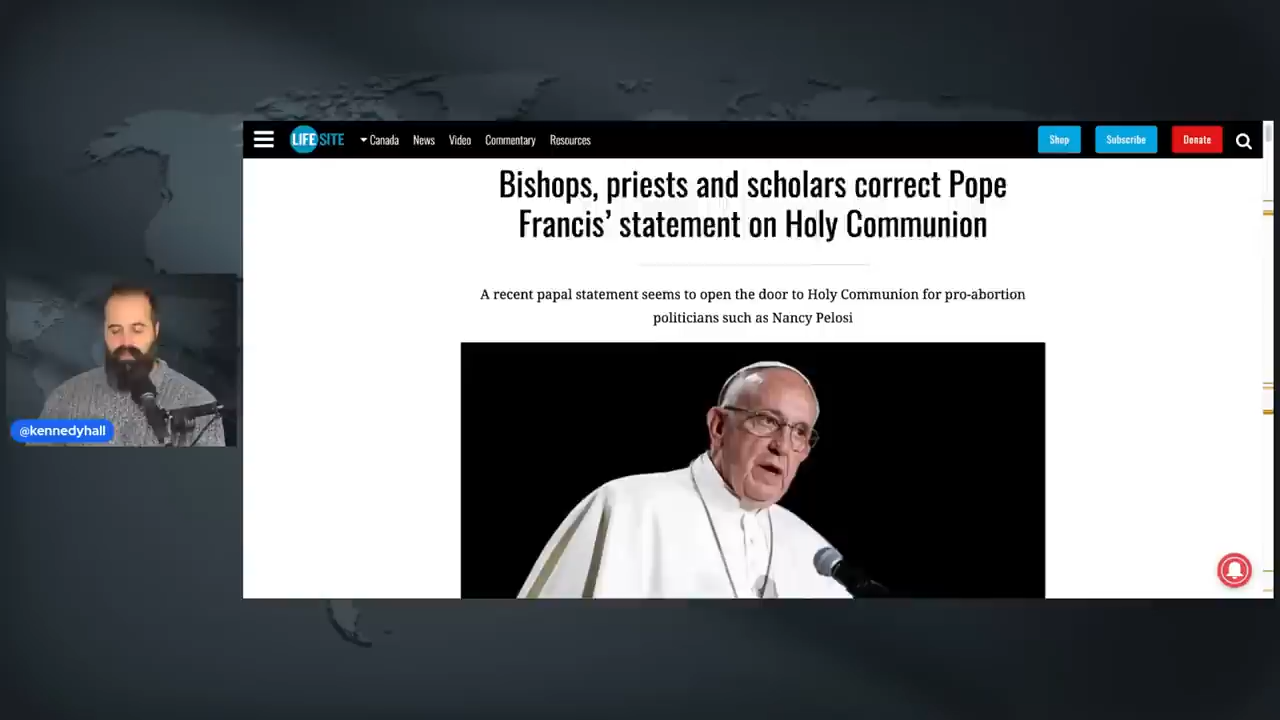 LIFE SITE
Canada News Video Commentary Resources
Shop Subscribe Donate
Bishops, priests and scholars correct Pope
Francis’ statement on Holy Communion
A recent papal statement seems to open the door to Holy Communion for pro-abortion
politicians such as Nancy Pelosi
@kennedyhall